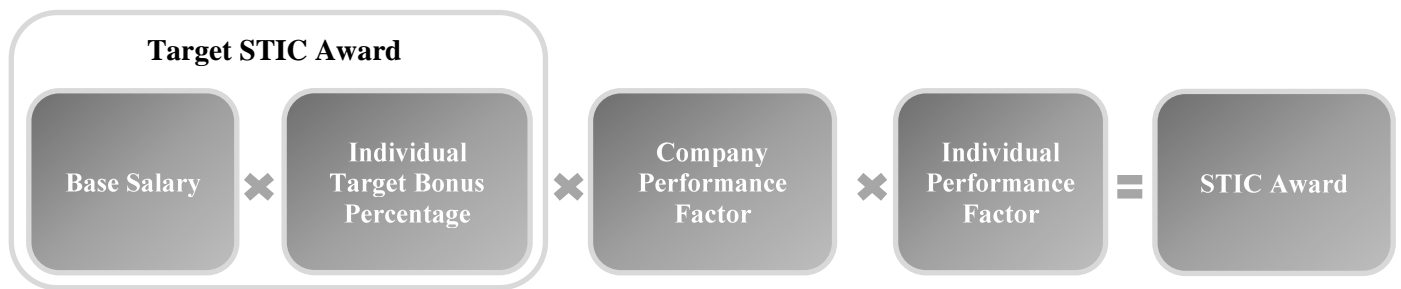 Target STIC Award
Base Salary
Individual
Target Bonus
Percentage
Company
Performance
Factor
Individual
Performance
Factor
STIC Award